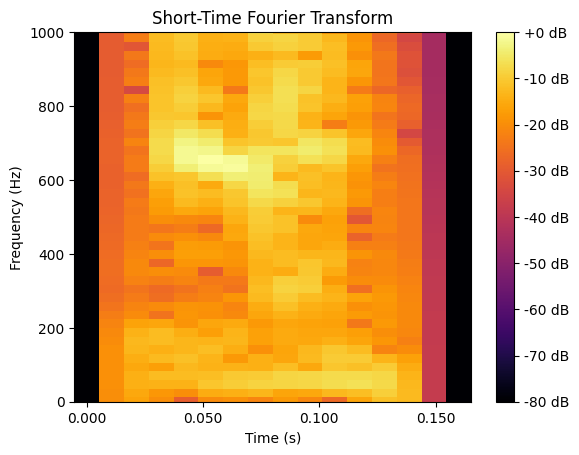 Short-Time Fourier Transform
1000
800
600
400
200
0
Frequency (Hz)
0.000
0.050
0.100
0.150
Time (s)
+0 dB
-10 dB
-20 dB
-30 dB
-40 dB
-50 dB
-60 dB
-70 dB
-80 dB